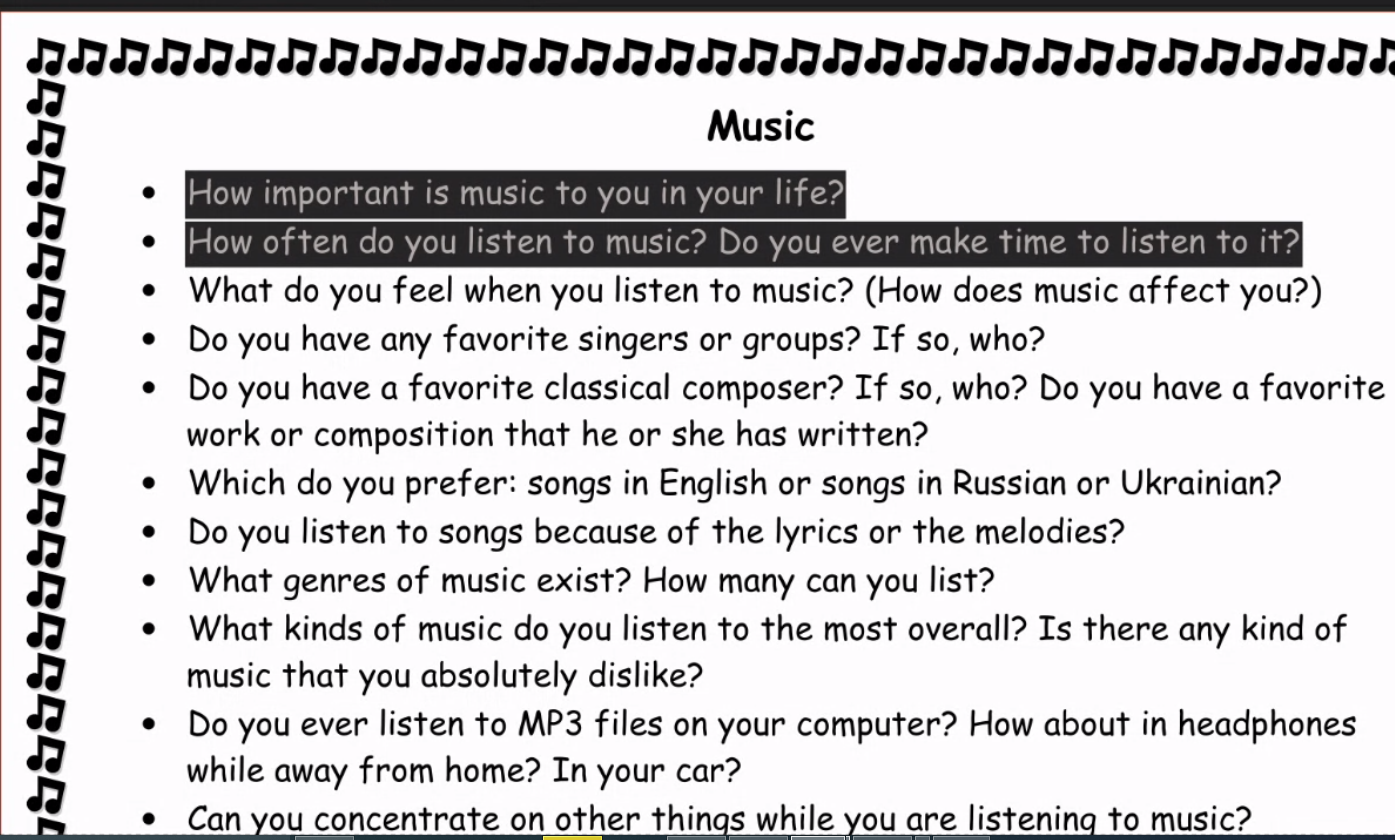 Music
• How important is music to you in your life?
• How often do you listen to music? Do you ever make time to listen to it?
• What do you feel when you listen to music? (How does music affect you?)
• Do you have any favorite singers or groups? If so, who?
• Do you have a favorite classical composer? If so, who? Do you have a favorite
work or composition that he or she has written?
• Which do you prefer: songs in English or songs in Russian or Ukrainian?
• Do you listen to songs because of the lyrics or the melodies?
• What genres of music exist? How many can you list?
• What kinds of music do you listen to the most overall? Is there any kind of
music that you absolutely dislike?
• Do you ever listen to MP3 files on your computer? How about in headphones
while away from home? In your car?
• Can you concentrate on other things while you are listening to music?